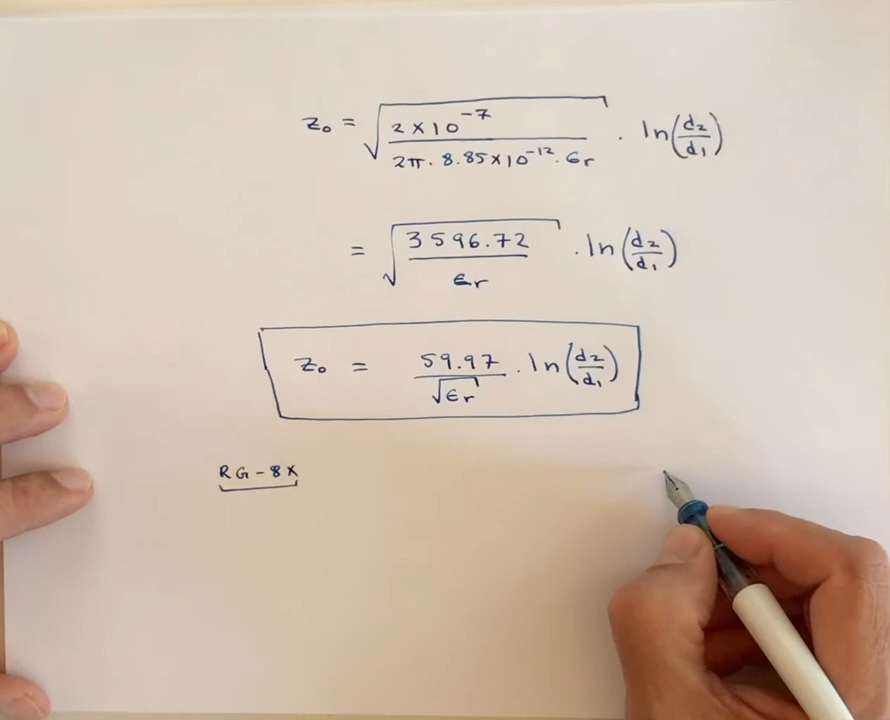 Z₀ = √(2×10⁻⁷ / 2π · 8.85×10⁻¹² · εr) · ln(d₂/d₁)
= √(3596.72 / εr) · ln(d₂/d₁)
Z₀ = 59.97 / √εr · ln(d₂/d₁)
RG-8X